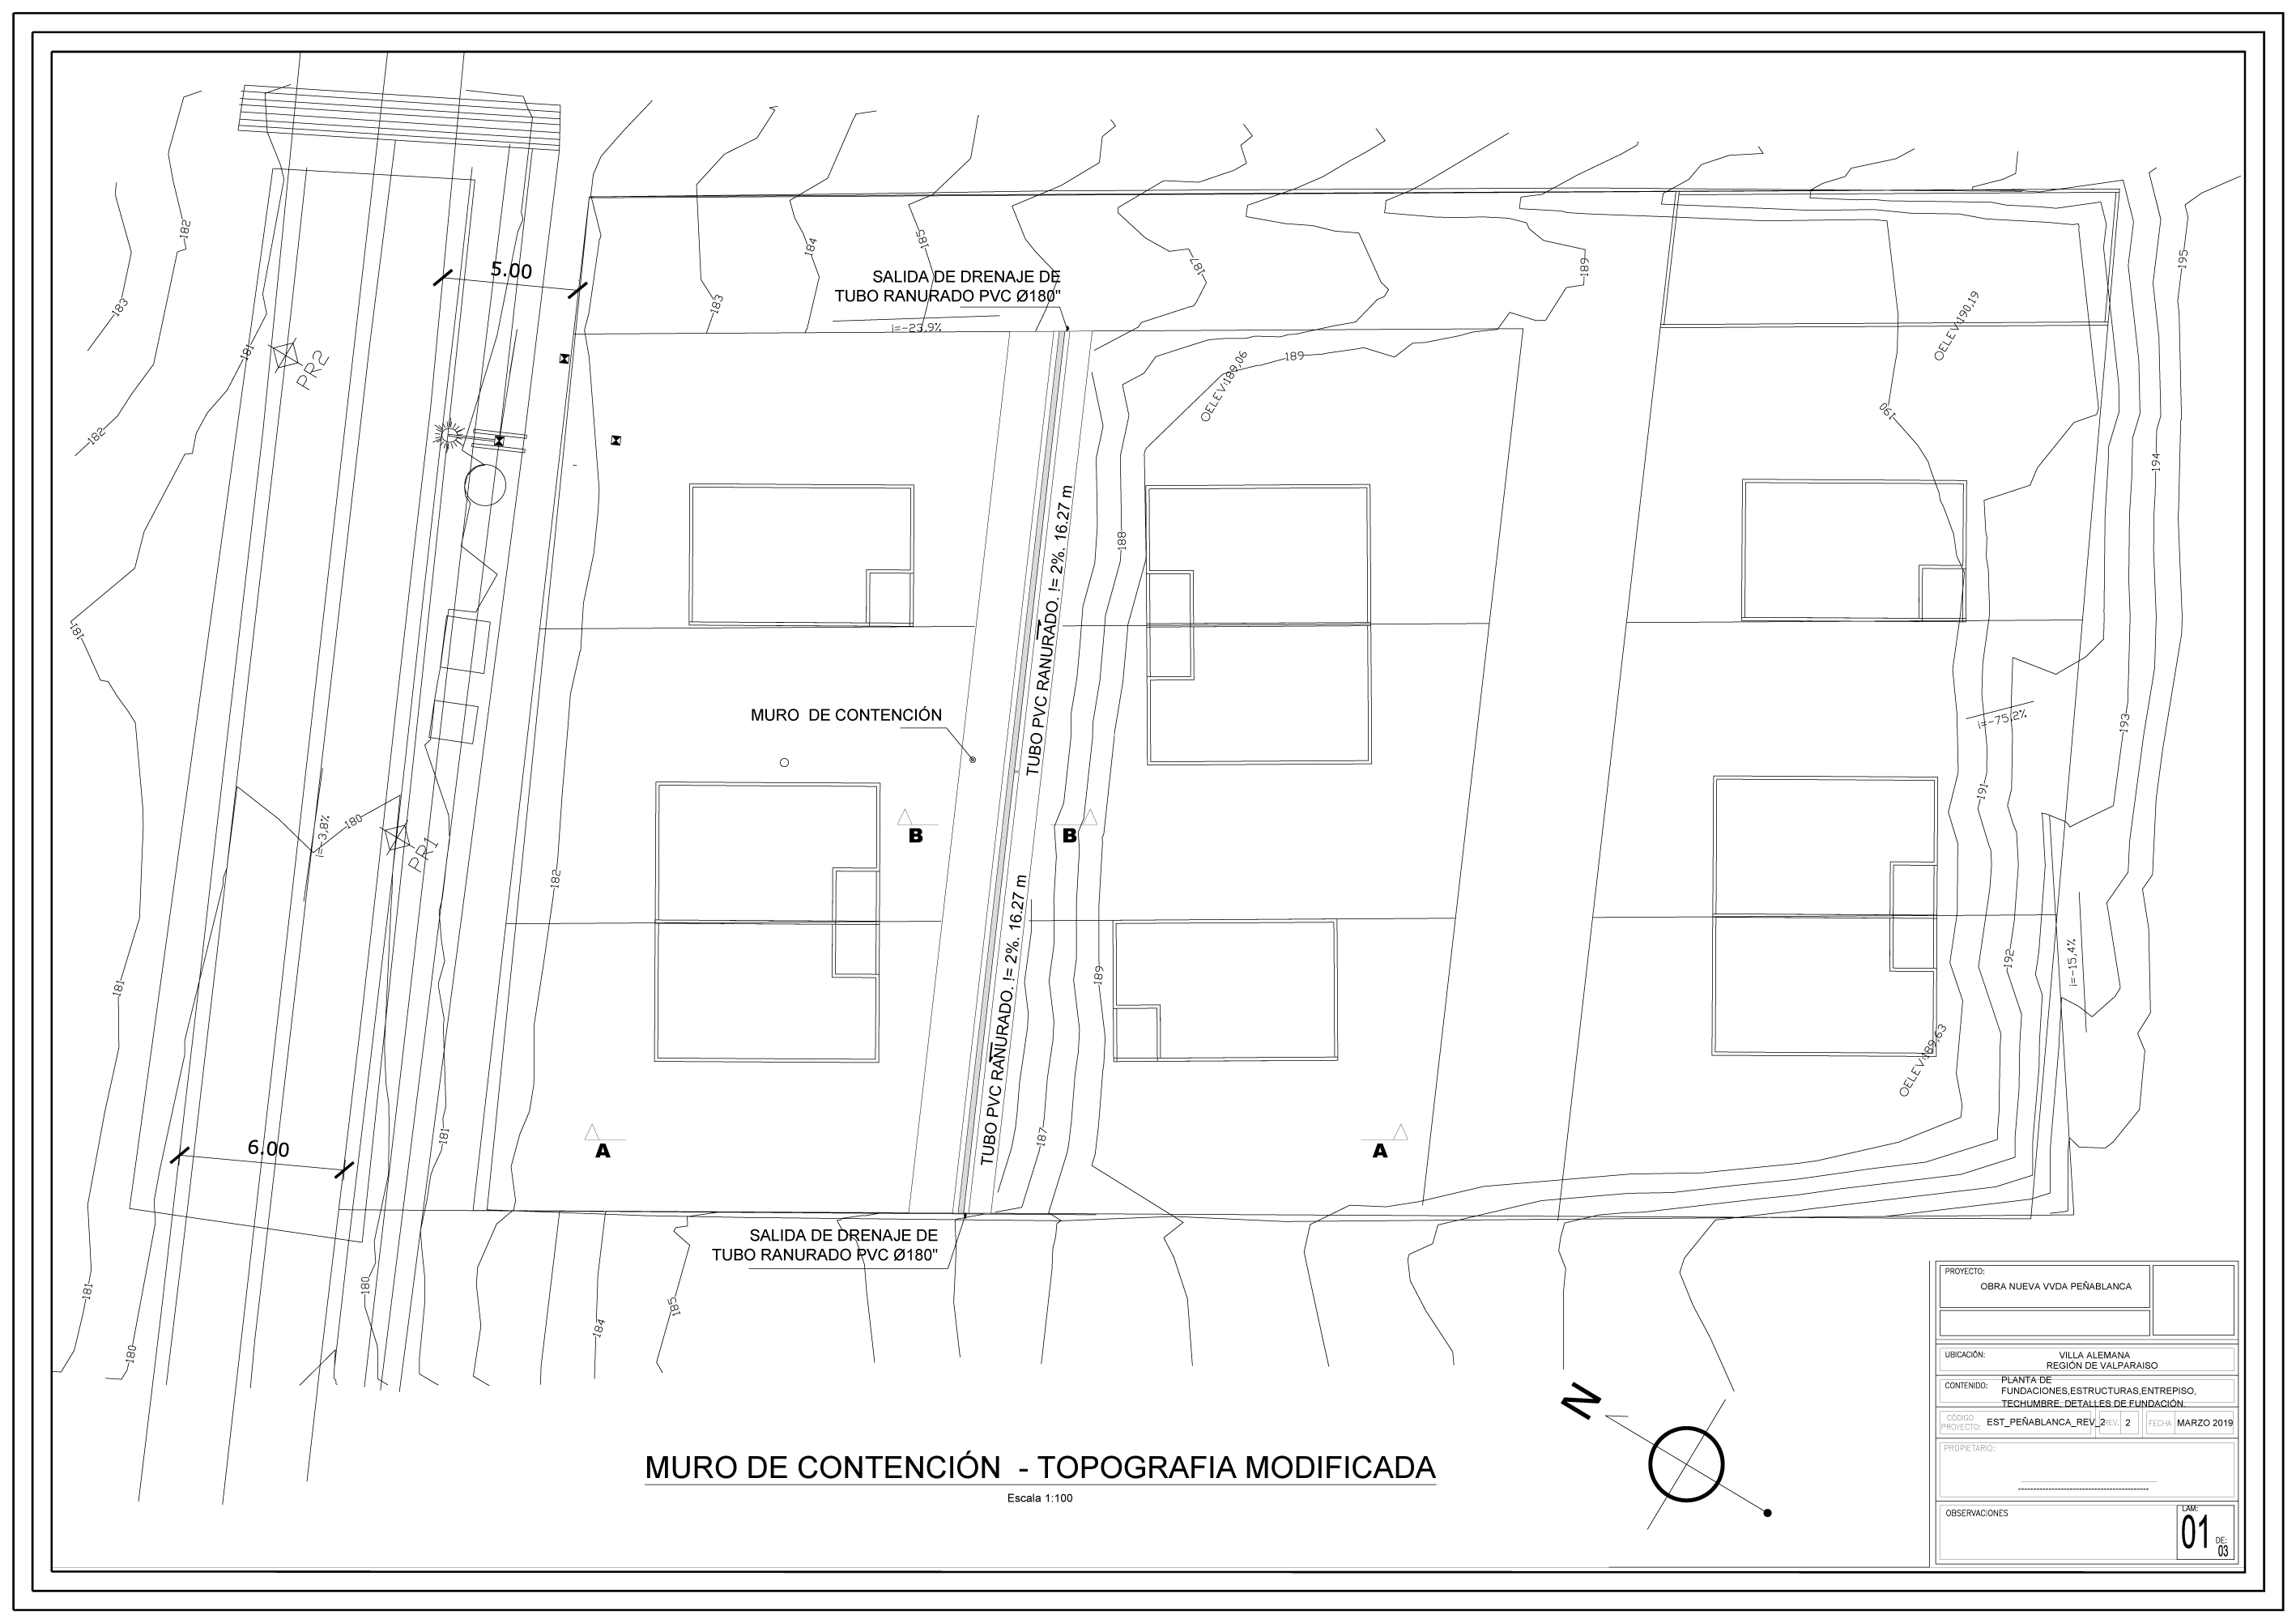 182
183
182
181
181
PR2
5.00
184
185
183
SALIDA DE DRENAJE DE
TUBO RANURADO PVC Ø180"
i=-23,9%
187
189
195
ELEV:190,19
ELEV:189,06
189
190
194
188
TUBO PVC RANURADO. != 2%. 16.27 m
MURO DE CONTENCIÓN
i=-75,2%
193
191
180
i=-3,8%
PR1
B
B
182
TUBO PVC RANURADO. != 2%. 16.27 m
189
192
i=-15,4%
181
ELEV:189,63
181
187
6.00
A
A
SALIDA DE DRENAJE DE
TUBO RANURADO PVC Ø180"
181
180
180
184
185
N
MURO DE CONTENCIÓN - TOPOGRAFIA MODIFICADA
Escala 1:100
PROYECTO:
OBRA NUEVA VVDA PEÑABLANCA
UBICACIÓN:
VILLA ALEMANA
REGIÓN DE VALPARAISO
CONTENIDO:
PLANTA DE
FUNDACIONES,ESTRUCTURAS,ENTREPISO,
TECHUMBRE, DETALLES DE FUNDACIÓN.
CÓDIGO
PROYECTO:
EST_PEÑABLANCA_REV_2
REV.
2
FECHA
MARZO 2019
PROPIETARIO:
OBSERVACIONES
LAM:
01
DE:
03